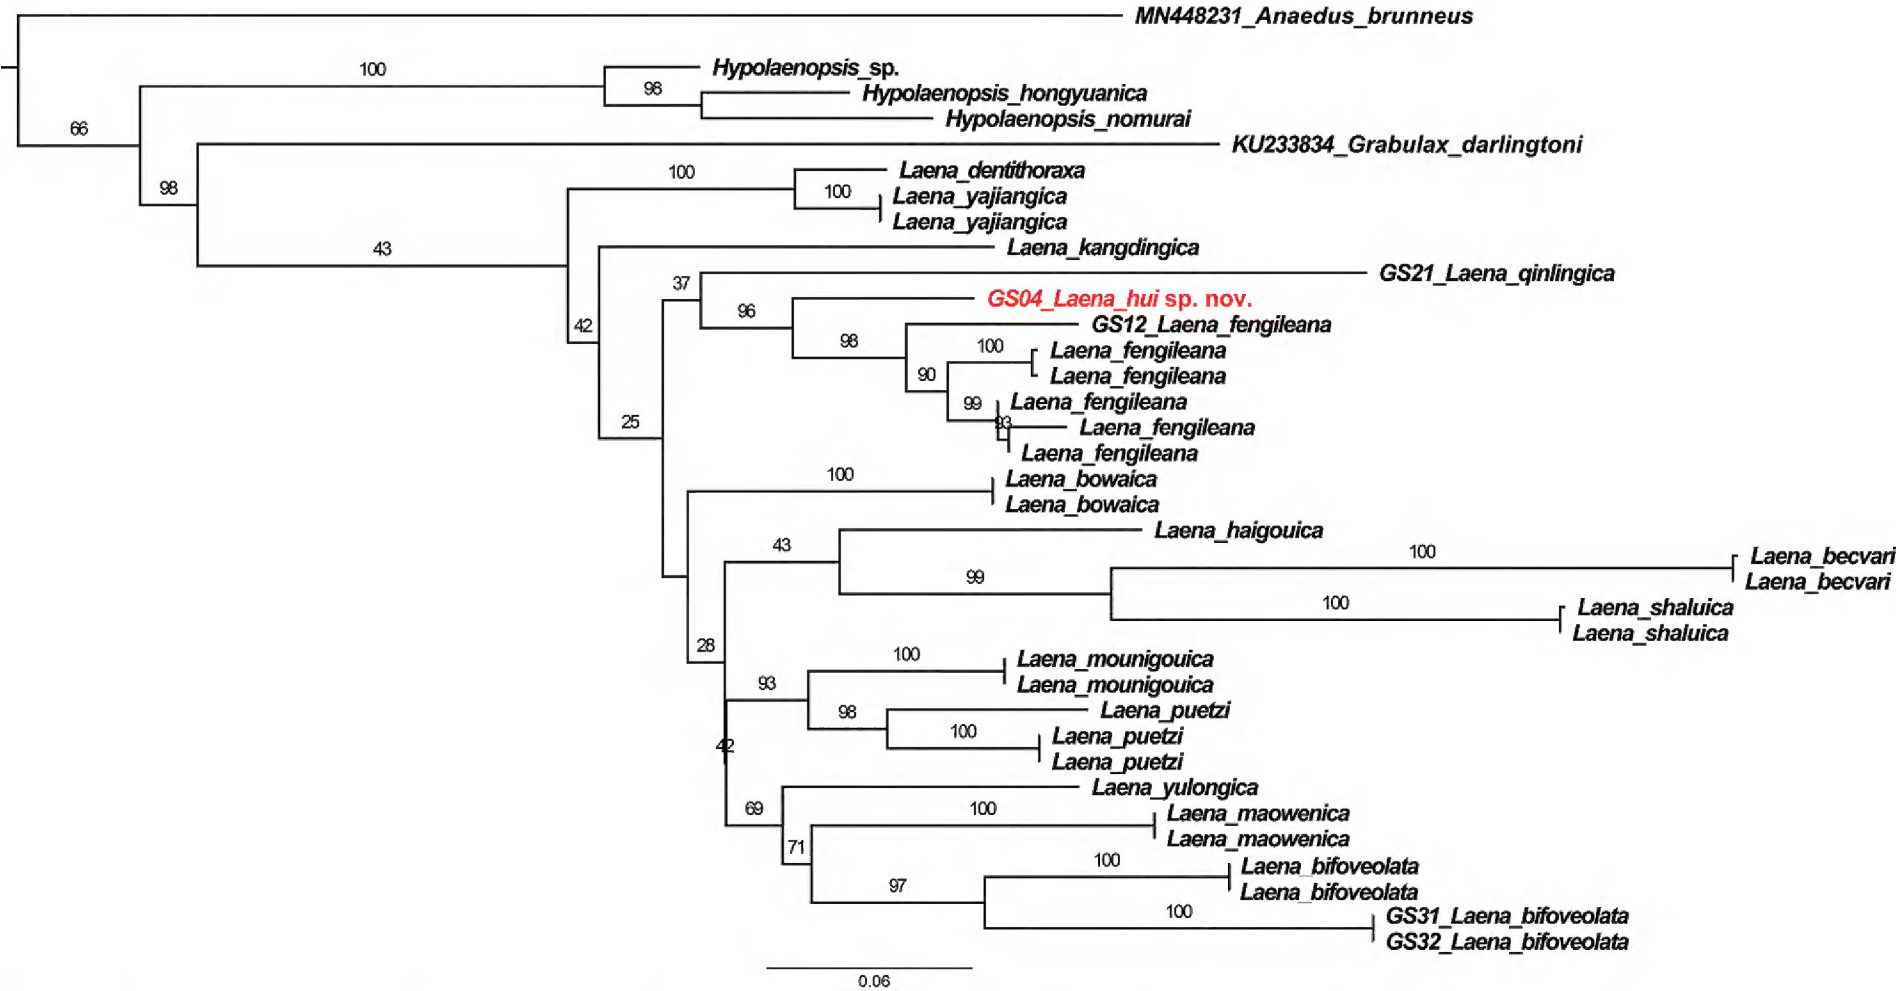 MN448231_Anaedus_brunneus
100
Hypolaenopsis_sp.
98
Hypolaenopsis_hongyuanica
Hypolaenopsis_nomurai
66
KU233834_Grabulax_darlingtoni
98
100
Laena_dentithoraxa
100
Laena_yajiangica
Laena_yajiangica
43
Laena_kangdingica
37
GS21_Laena_qinlingica
96
GS04_Laena_hui sp. nov.
42
98
GS12_Laena_fengileana
100
Laena_fengileana
90
Laena_fengileana
99
Laena_fengileana
93
Laena_fengileana
25
Laena_fengileana
100
Laena_bowaica
Laena_bowaica
43
Laena_haigouica
100
Laena_becvari
99
Laena_becvari
100
Laena_shaluica
Laena_shaluica
28
100
Laena_mounigouica
93
Laena_mounigouica
98
Laena_puetzi
100
Laena_puetzi
42
Laena_puetzi
Laena_yulongica
69
100
Laena_maowenica
71
Laena_maowenica
100
Laena_bifoveolata
97
Laena_bifoveolata
100
GS31_Laena_bifoveolata
GS32_Laena_bifoveolata
0.06